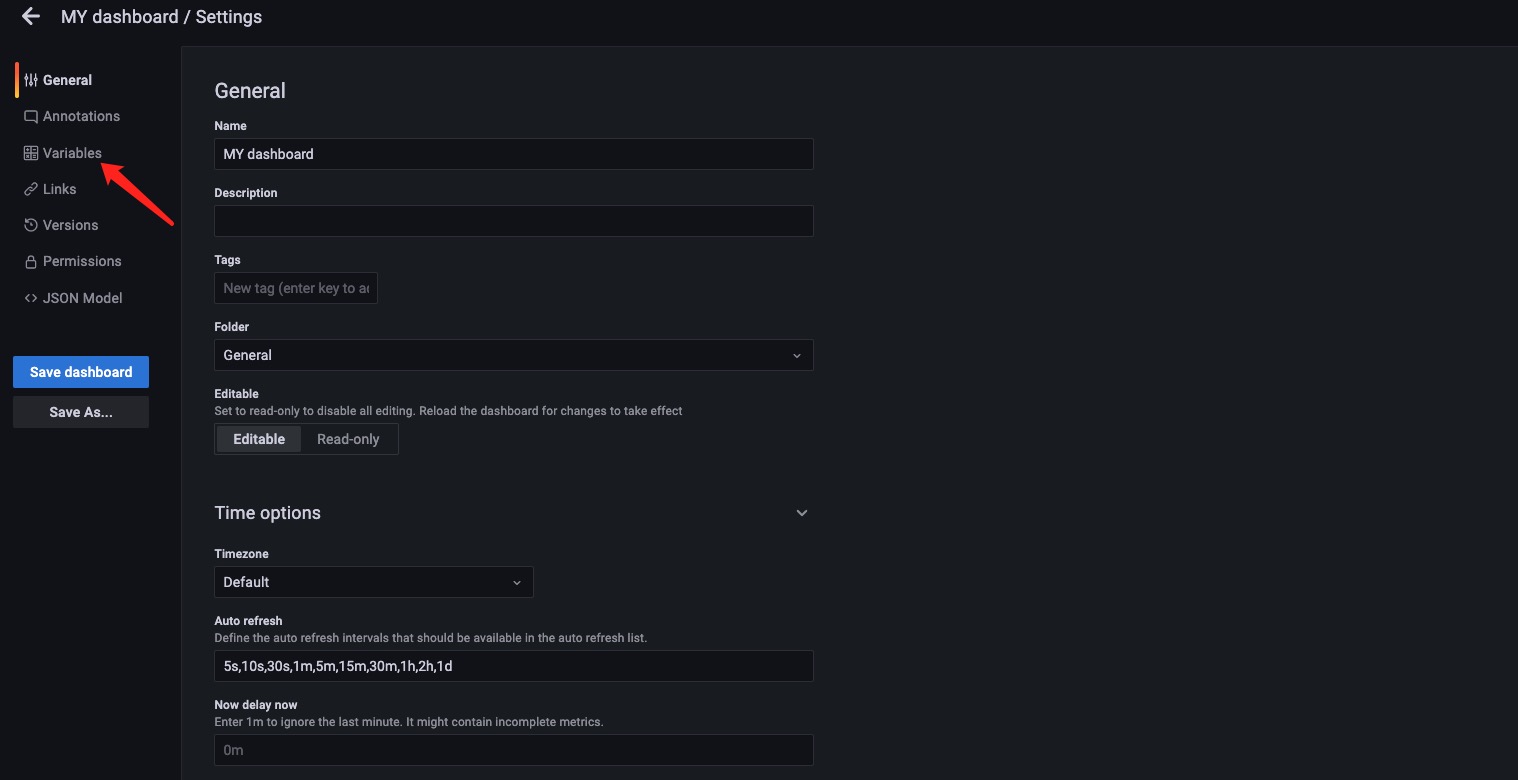 MY dashboard / Settings
General
Annotations
Variables
Links
Versions
Permissions
JSON Model
Save dashboard
Save As...
General
Name
MY dashboard
Description
Tags
New tag (enter key to ac
Folder
General
Editable
Set to read-only to disable all editing. Reload the dashboard for changes to take effect
Editable Read-only
Time options
Timezone
Default
Auto refresh
Define the auto refresh intervals that should be available in the auto refresh list.
5s,10s,30s,1m,5m,15m,30m,1h,2h,1d
Now delay now
Enter 1m to ignore the last minute. It might contain incomplete metrics.
0m